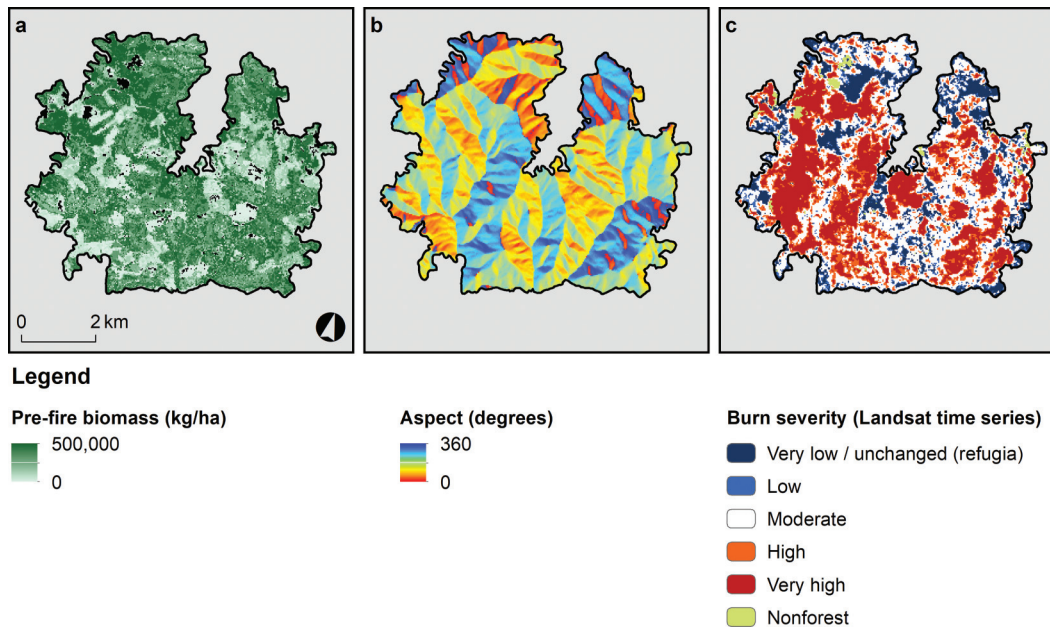 a
b
c
0 2 km
Legend
Pre-fire biomass (kg/ha)
500,000
0
Aspect (degrees)
360
0
Burn severity (Landsat time series)
Very low / unchanged (refugia)
Low
Moderate
High
Very high
Nonforest